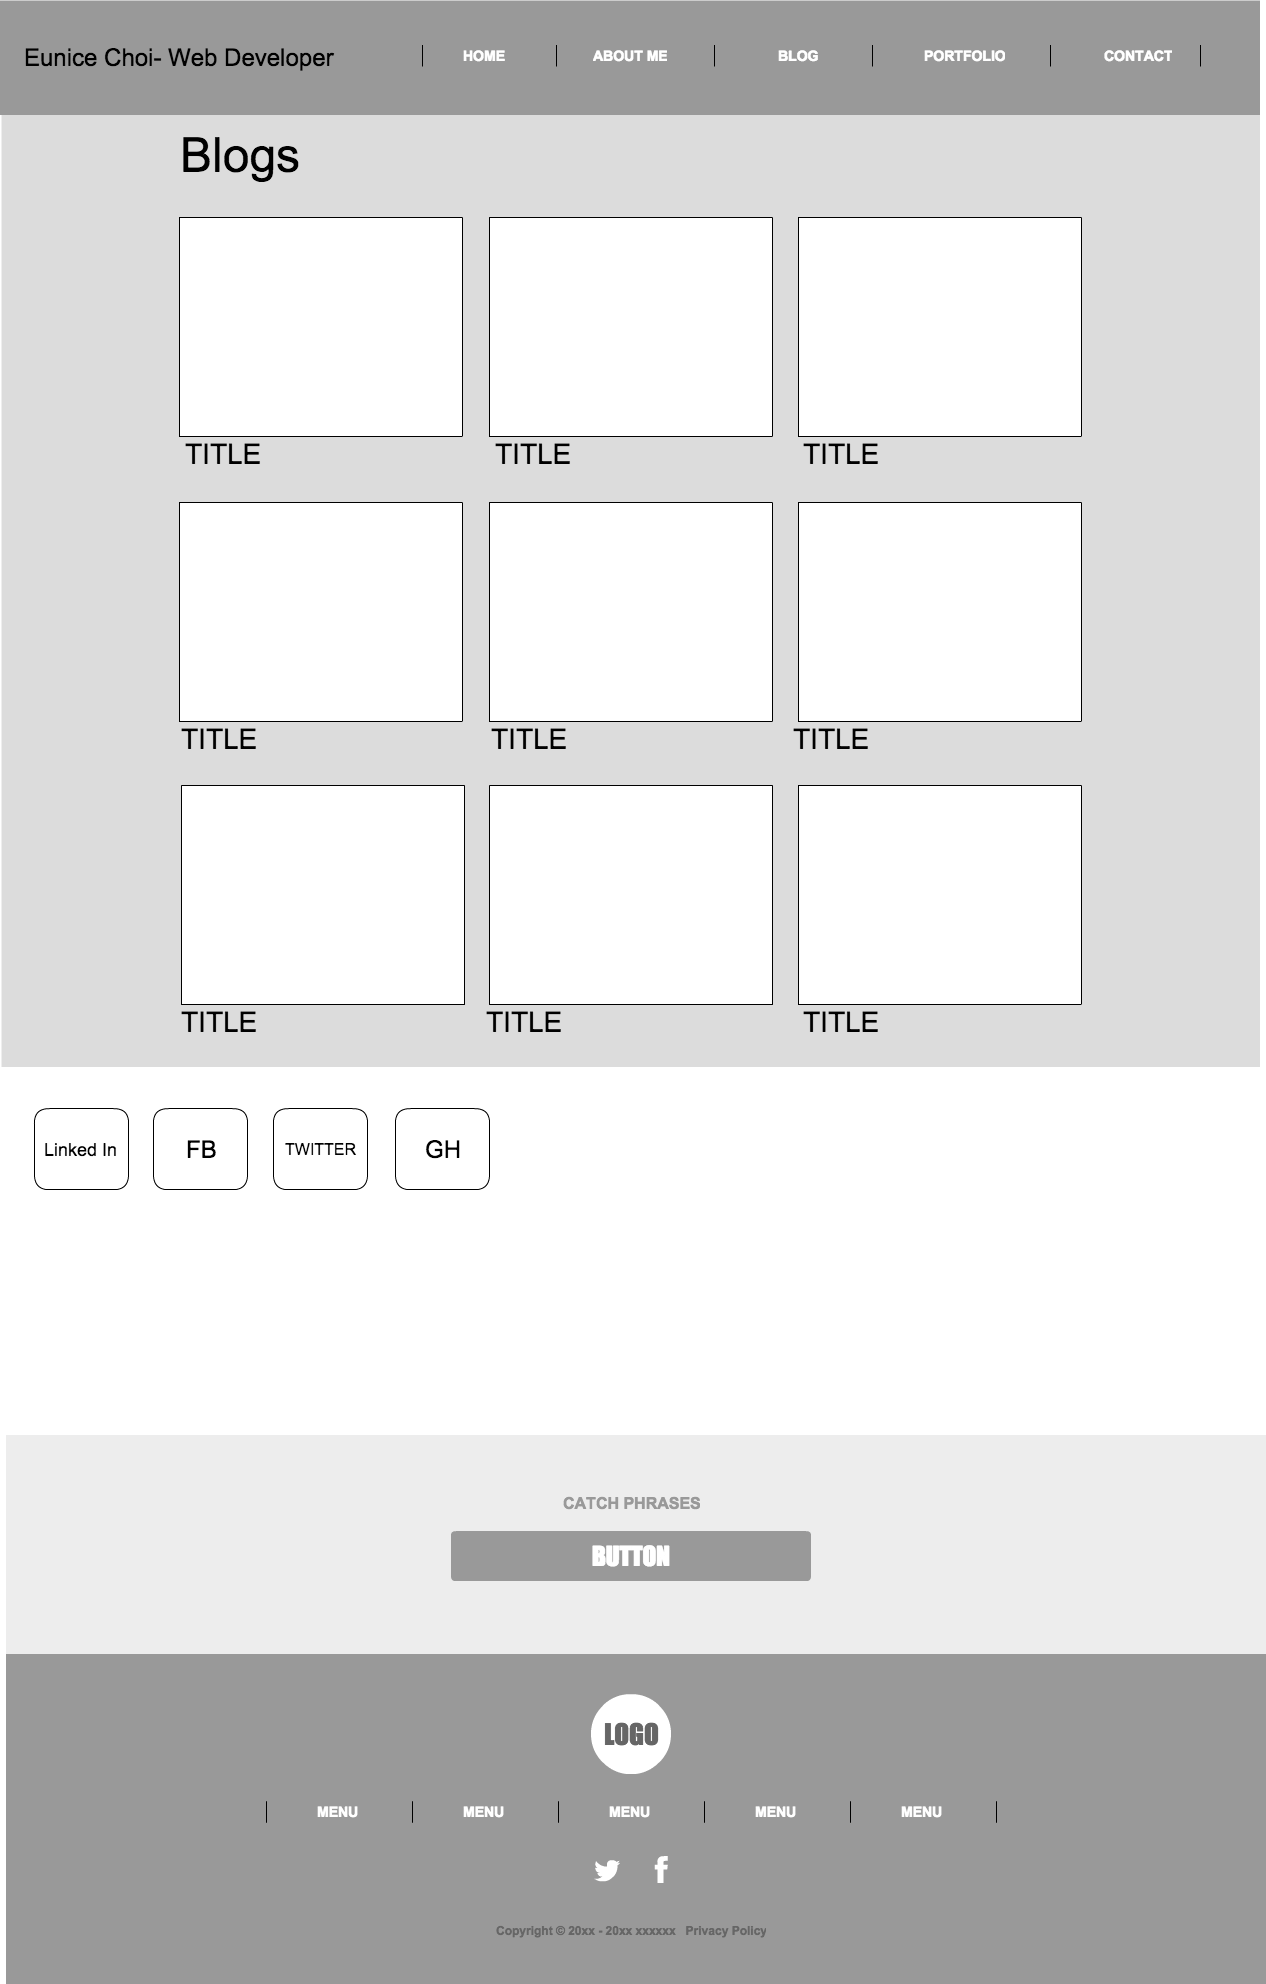 Eunice Choi- Web Developer HOME ABOUT ME BLOG PORTFOLIO CONTACT
Blogs
TITLE TITLE TITLE
TITLE TITLE TITLE
TITLE TITLE TITLE
Linked In FB TWITTER GH
CATCH PHRASES
BUTTON
LOGO
MENU MENU MENU MENU MENU
Copyright © 20xx - 20xx xxxxxx Privacy Policy